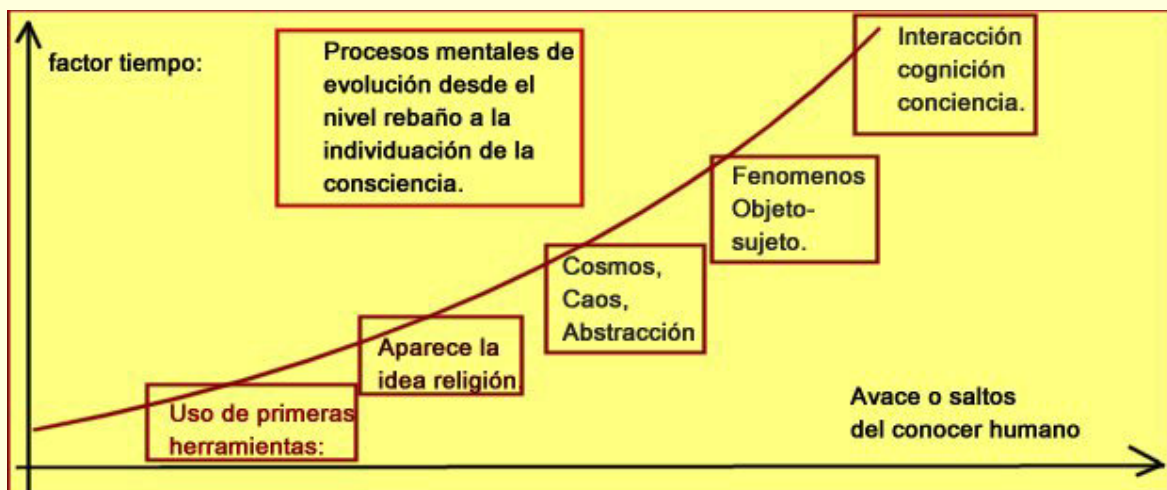 factor tiempo:
Procesos mentales de
evolución desde el
nivel rebaño a la
individuación de la
consciencia.
Interacción
cognición
conciencia.
Fenomenos
Objeto-
sujeto.
Cosmos,
Caos,
Abstracción
Aparece la
idea religión.
Uso de primeras
herramientas:
Avace o saltos
del conocer humano